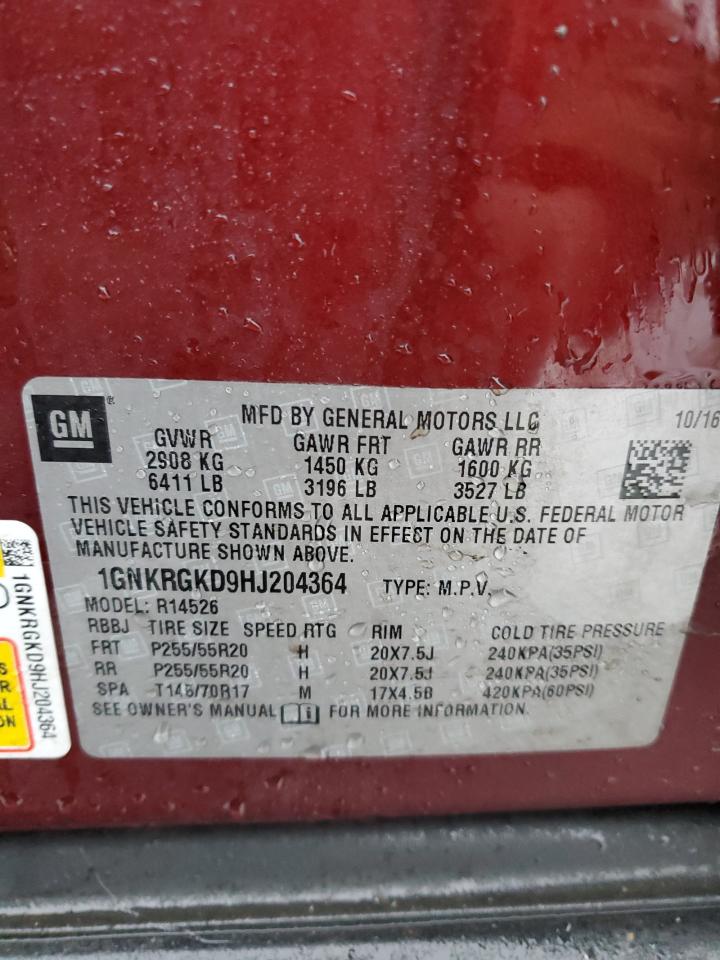 GM
MFD BY GENERAL MOTORS LLC
10/16
GVWR GAWR FRT GAWR RR
2908 KG 1450 KG 1600 KG
6411 LB 3196 LB 3527 LB
THIS VEHICLE CONFORMS TO ALL APPLICABLE U.S. FEDERAL MOTOR
VEHICLE SAFETY STANDARDS IN EFFECT ON THE DATE OF
MANUFACTURE SHOWN ABOVE.
1GNKRGKD9HJ204364 TYPE: M.P.V.
MODEL: R14526
RBBJ TIRE SIZE SPEED RTG RIM COLD TIRE PRESSURE
FRT P255/55R20 H 20X7.5J 240KPA(35PSI)
RR P255/55R20 H 20X7.5J 240KPA(35PSI)
SPA T145/70R17 M 17X4.5B 420KPA(60PSI)
SEE OWNER'S MANUAL FOR MORE INFORMATION.
1GNKRGKD9HJ204364